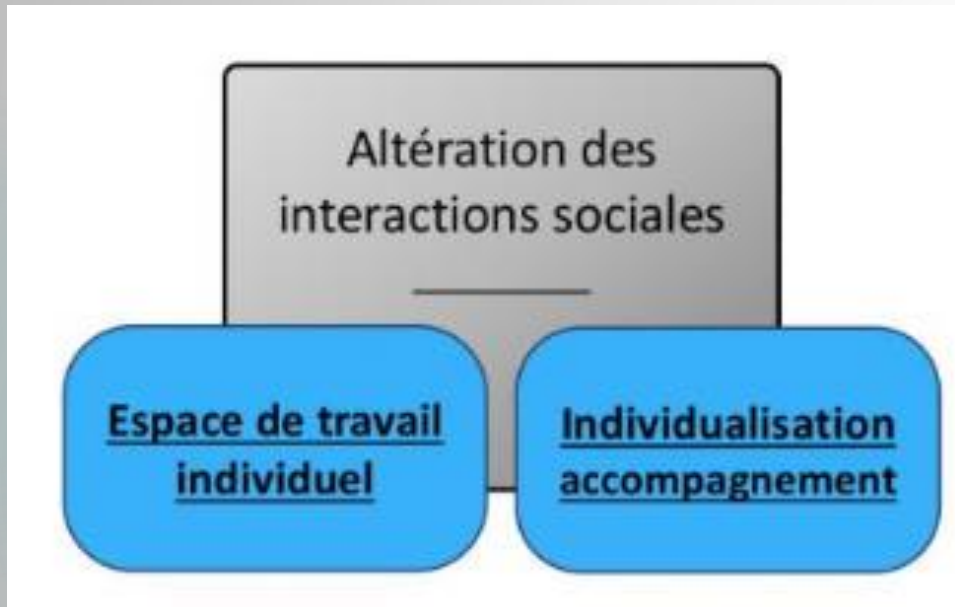 Altération des
interactions sociales
Espace de travail
individuel
Individualisation
accompagnement